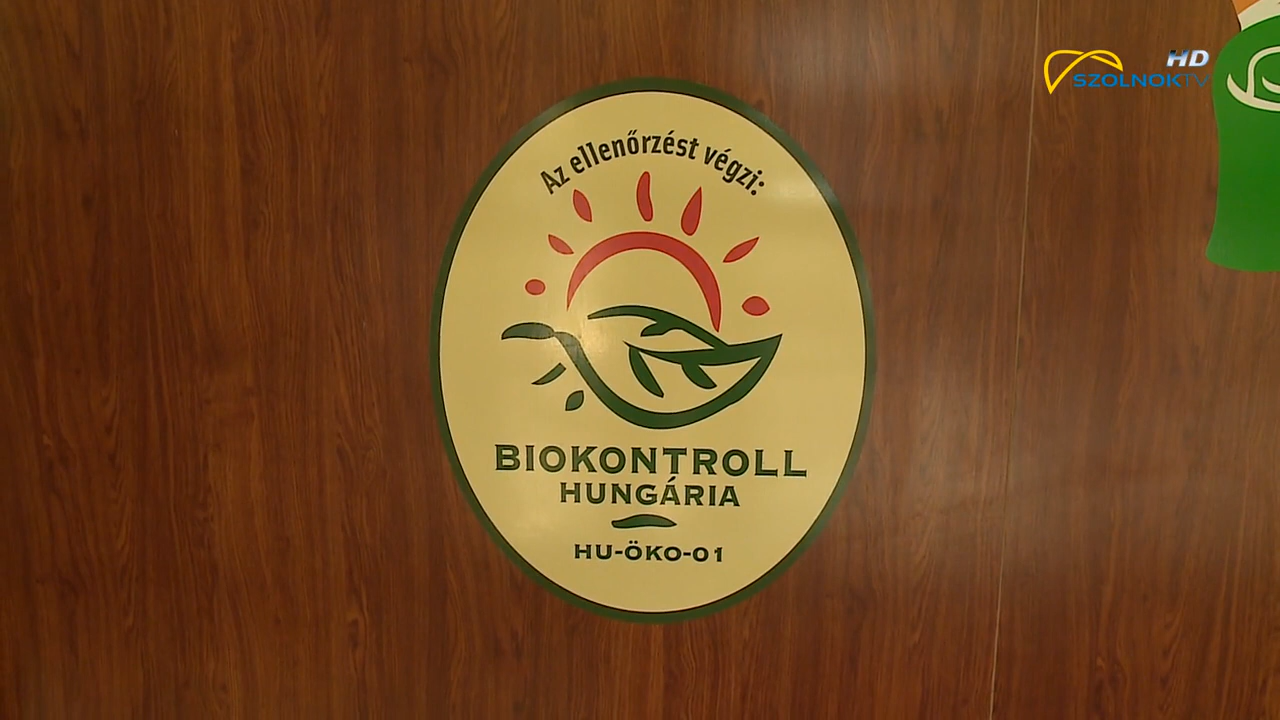 HD
SZOLNOKTV
Az ellenőrzést végzi:
BIOKONTROLL
HUNGÁRIA
HU-ÖKO-01